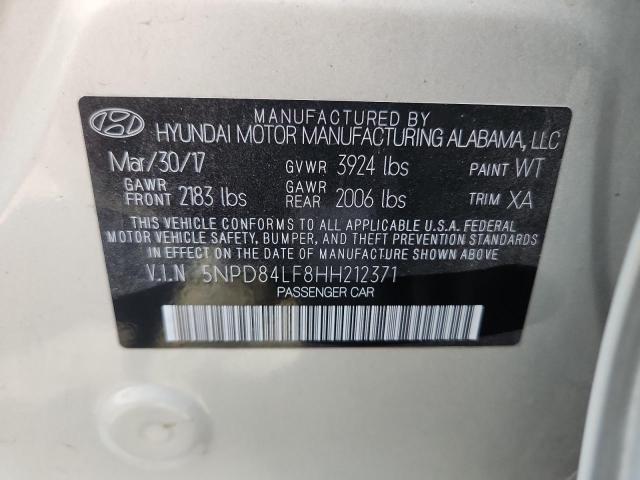 MANUFACTURED BY
HYUNDAI MOTOR MANUFACTURING ALABAMA, LLC
Mar/30/17 GVWR 3924 lbs PAINT WT
GAWR FRONT 2183 lbs GAWR REAR 2006 lbs TRIM XA
THIS VEHICLE CONFORMS TO ALL APPLICABLE U.S.A. FEDERAL
MOTOR VEHICLE SAFETY, BUMPER, AND THEFT PREVENTION STANDARDS
IN EFFECT ON THE DATE OF MANUFACTURE SHOWN ABOVE
V.I.N 5NPD84LF8HH212371
PASSENGER CAR